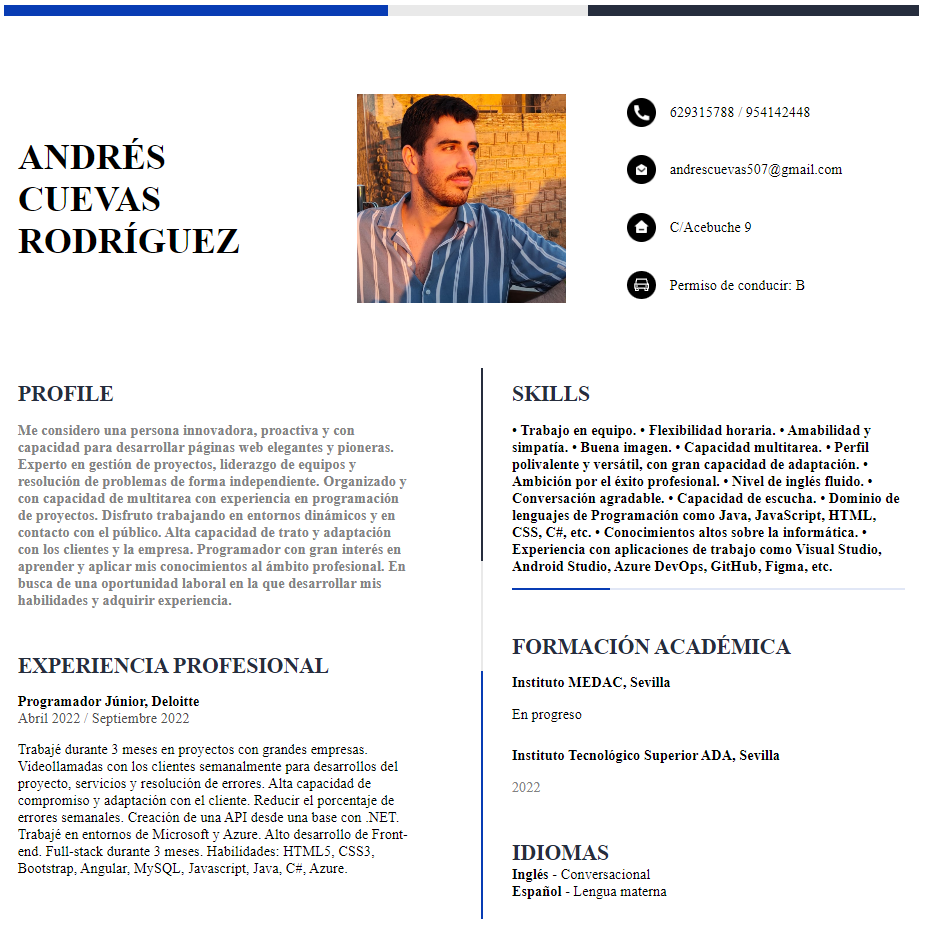 ANDRÉS
CUEVAS
RODRÍGUEZ
629315788 / 954142448
andrescuevas507@gmail.com
C/Acebuche 9
Permiso de conducir: B
PROFILE
Me considero una persona innovadora, proactiva y con
capacidad para desarrollar páginas web elegantes y pioneras.
Experto en gestión de proyectos, liderazgo de equipos y
resolución de problemas de forma independiente. Organizado y
con capacidad de multitarea con experiencia en programación
de proyectos. Disfruto trabajando en entornos dinámicos y en
contacto con el público. Alta capacidad de trato y adaptación
con los clientes y la empresa. Programador con gran interés en
aprender y aplicar mis conocimientos al ámbito profesional. En
busca de una oportunidad laboral en la que desarrollar mis
habilidades y adquirir experiencia.
EXPERIENCIA PROFESIONAL
Programador Júnior, Deloitte
Abril 2022 / Septiembre 2022
Trabajé durante 3 meses en proyectos con grandes empresas.
Videollamadas con los clientes semanalmente para desarrollos del
proyecto, servicios y resolución de errores. Alta capacidad de
compromiso y adaptación con el cliente. Reducir el porcentaje de
errores semanales. Creación de una API desde una base con .NET.
Trabajé en entornos de Microsoft y Azure. Alto desarrollo de Front-
end. Full-stack durante 3 meses. Habilidades: HTML5, CSS3,
Bootstrap, Angular, MySQL, Javascript, Java, C#, Azure.
SKILLS
• Trabajo en equipo. • Flexibilidad horaria. • Amabilidad y
simpatía. • Buena imagen. • Capacidad multitarea. • Perfil
polivalente y versátil, con gran capacidad de adaptación. •
Ambición por el éxito profesional. • Nivel de inglés fluido. •
Conversación agradable. • Capacidad de escucha. • Dominio de
lenguajes de Programación como Java, JavaScript, HTML,
CSS, C#, etc. • Conocimientos altos sobre la informática. •
Experiencia con aplicaciones de trabajo como Visual Studio,
Android Studio, Azure DevOps, GitHub, Figma, etc.
FORMACIÓN ACADÉMICA
Instituto MEDAC, Sevilla
En progreso
Instituto Tecnológico Superior ADA, Sevilla
2022
IDIOMAS
Inglés - Conversacional
Español - Lengua materna